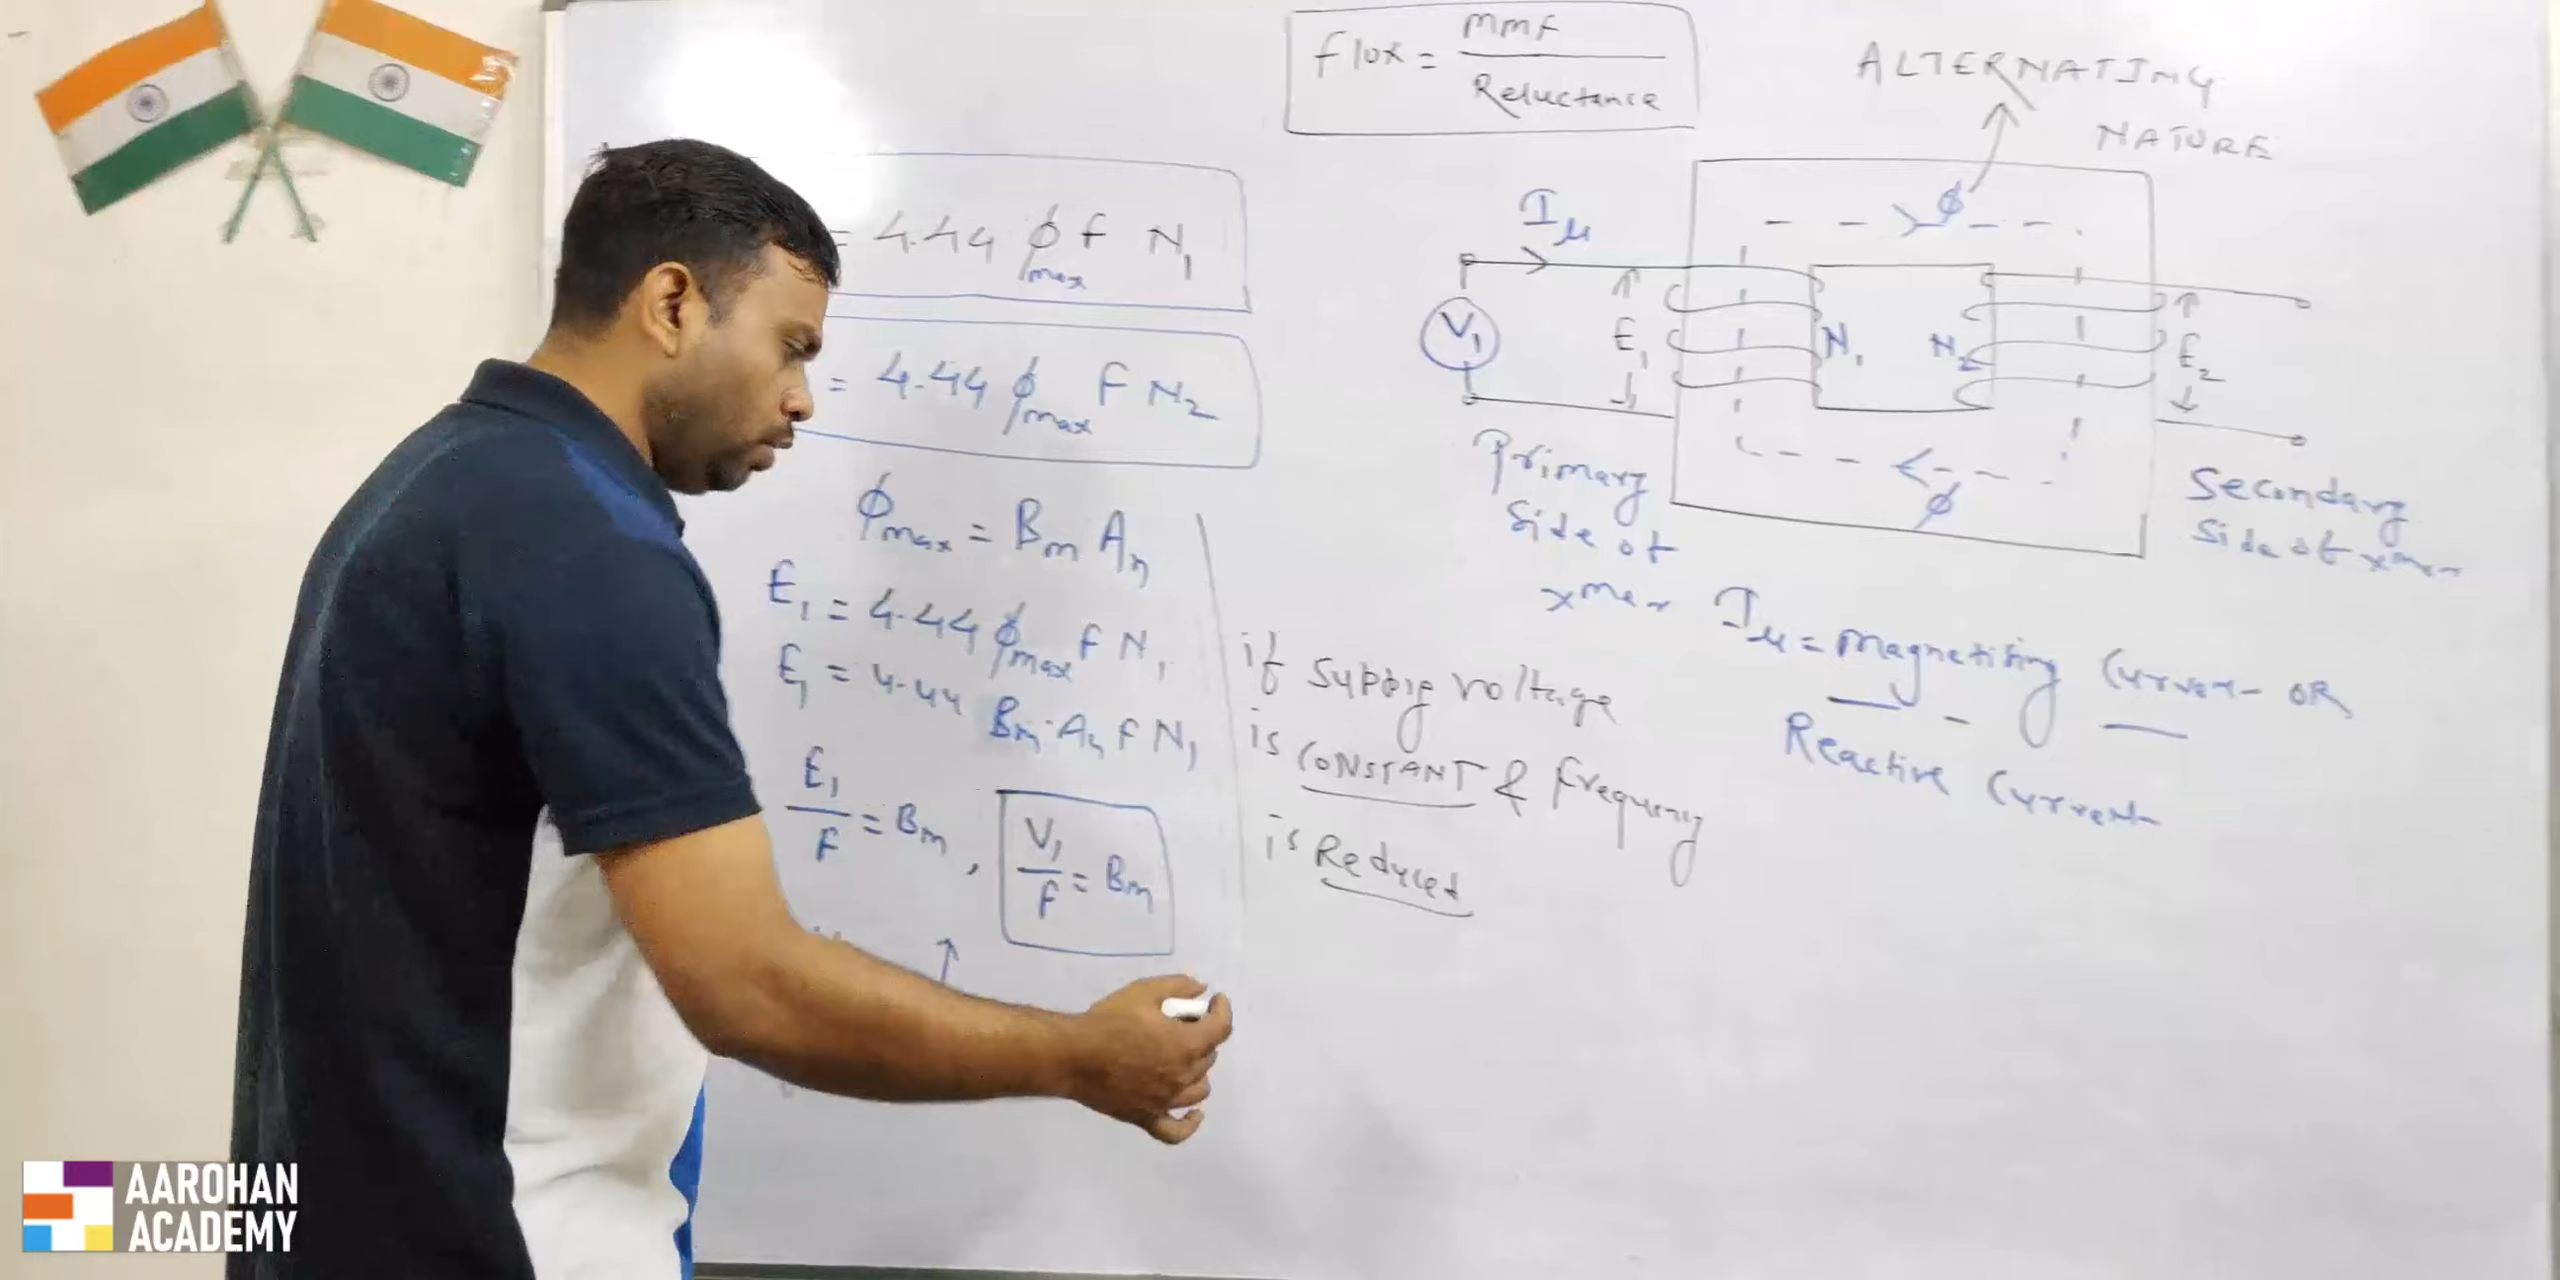 Flux = MMF
Reluctance
ALTERNATING
NATURE
= 4.44 ϕmax f N1
= 4.44 ϕmax F N2
ϕmax = Bm An
E1 = 4.44 ϕmax f N1
E1 = 4.44 Bm · An f N1
E1
F
= Bm ,
V1
f
= Bm
↑
Iμ
ϕ
V1
E1
N1
N2
E2
ϕ
Primary
Side of
xmer
Secondary
Side of xmer
Iμ = Magnetising Current OR
Reactive Current
if Supply voltage
is CONSTANT & Frequency
is Reduced
AAROHAN
ACADEMY